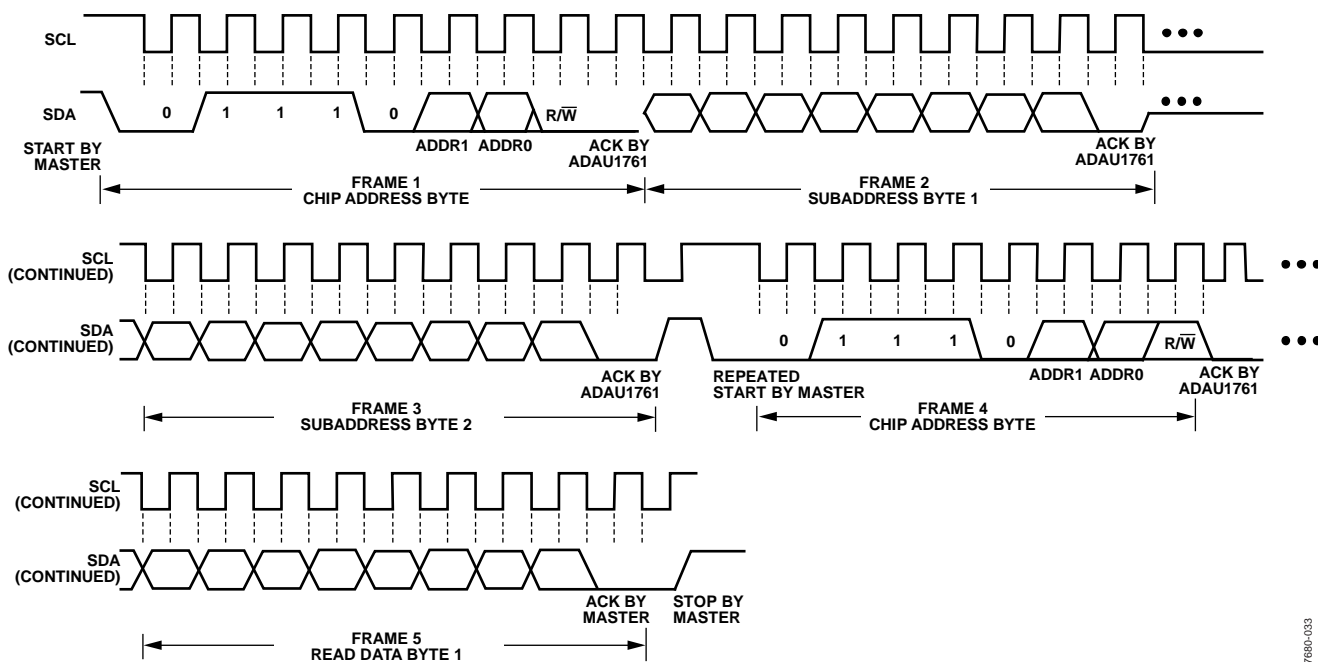 SCL
SDA
0 1 1 1 0
R/W̅
START BY
MASTER
ADDR1 ADDR0
ACK BY
ADAU1761
ACK BY
ADAU1761
FRAME 1
CHIP ADDRESS BYTE
FRAME 2
SUBADDRESS BYTE 1
SCL
(CONTINUED)
SDA
(CONTINUED)
0 1 1 1 0
R/W̅
ACK BY
ADAU1761
REPEATED
START BY MASTER
ADDR1 ADDR0
ACK BY
ADAU1761
FRAME 3
SUBADDRESS BYTE 2
FRAME 4
CHIP ADDRESS BYTE
SCL
(CONTINUED)
SDA
(CONTINUED)
ACK BY
MASTER
STOP BY
MASTER
FRAME 5
READ DATA BYTE 1
7680-033